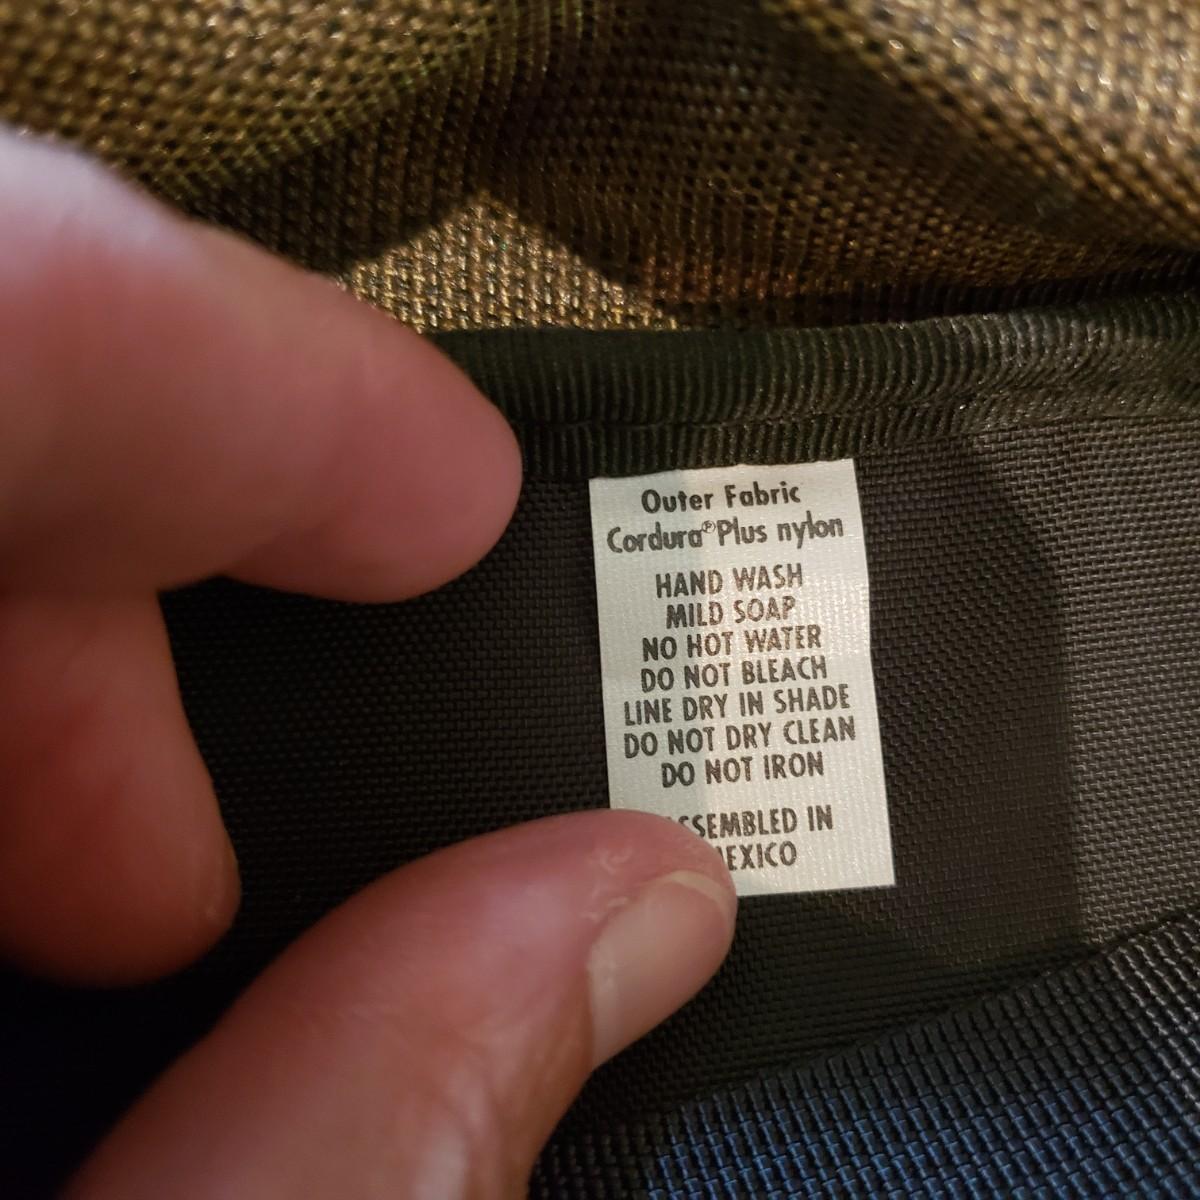 Outer Fabric
Cordura®Plus nylon
HAND WASH
MILD SOAP
NO HOT WATER
DO NOT BLEACH
LINE DRY IN SHADE
DO NOT DRY CLEAN
DO NOT IRON
ASSEMBLED IN
MEXICO